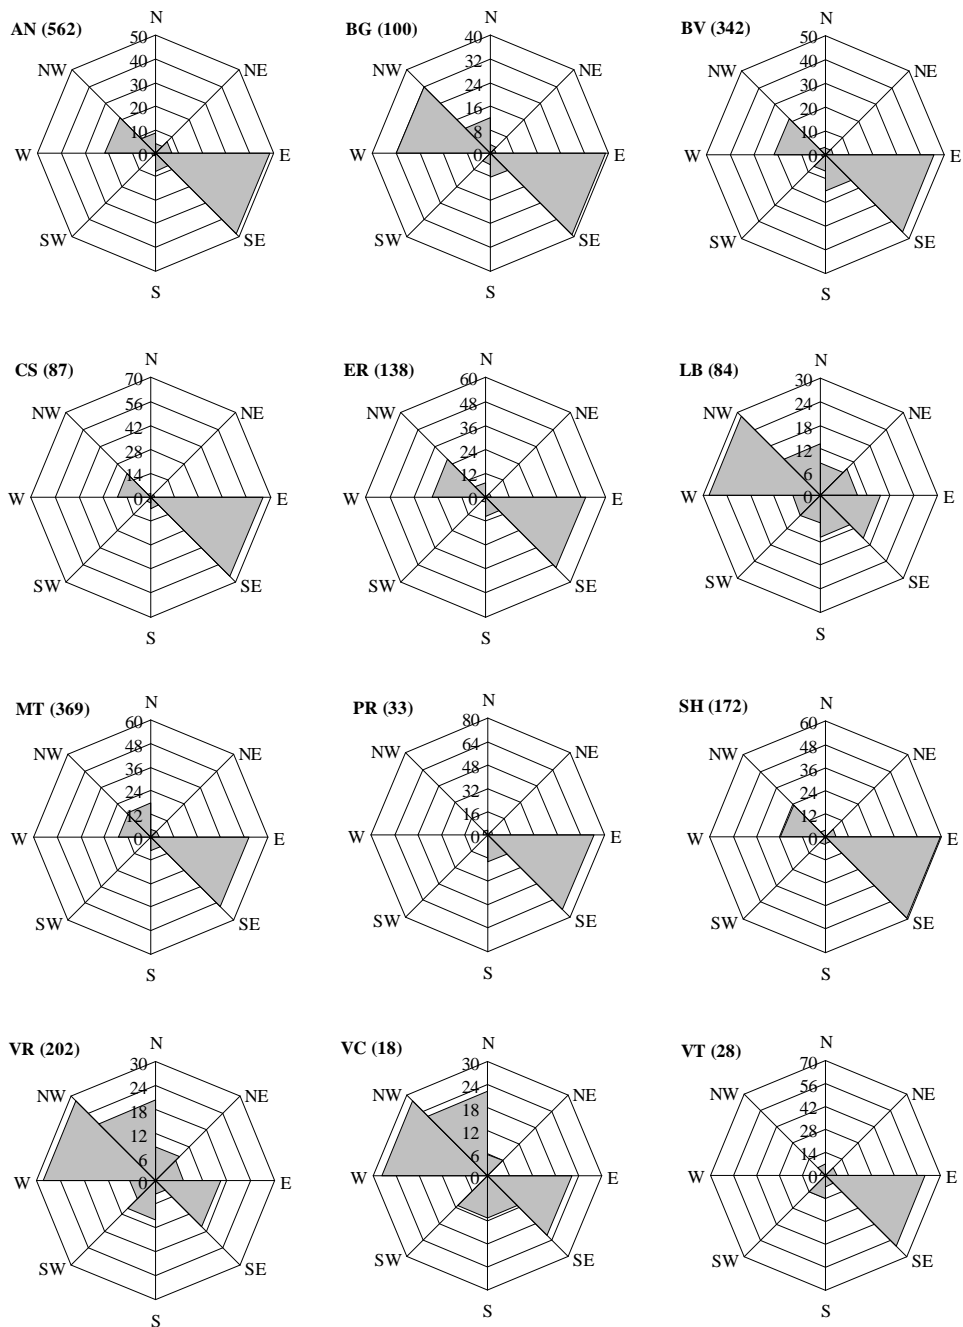 AN (562)
N
50
40
30
20
10
0
NW
NE
W
E
SW
SE
S
BG (100)
N
40
32
24
16
8
0
NW
NE
W
E
SW
SE
S
BV (342)
N
50
40
30
20
10
0
NW
NE
W
E
SW
SE
S
CS (87)
N
70
56
42
28
14
0
NW
NE
W
E
SW
SE
S
ER (138)
N
60
48
36
24
12
0
NW
NE
W
E
SW
SE
S
LB (84)
N
30
24
18
12
6
0
NW
NE
W
E
SW
SE
S
MT (369)
N
60
48
36
24
12
0
NW
NE
W
E
SW
SE
S
PR (33)
N
80
64
48
32
16
0
NW
NE
W
E
SW
SE
S
SH (172)
N
60
48
36
24
12
0
NW
NE
W
E
SW
SE
S
VR (202)
N
30
24
18
12
6
0
NW
NE
W
E
SW
SE
S
VC (18)
N
30
24
18
12
6
0
NW
NE
W
E
SW
SE
S
VT (28)
N
70
56
42
28
14
0
NW
NE
W
E
SW
SE
S